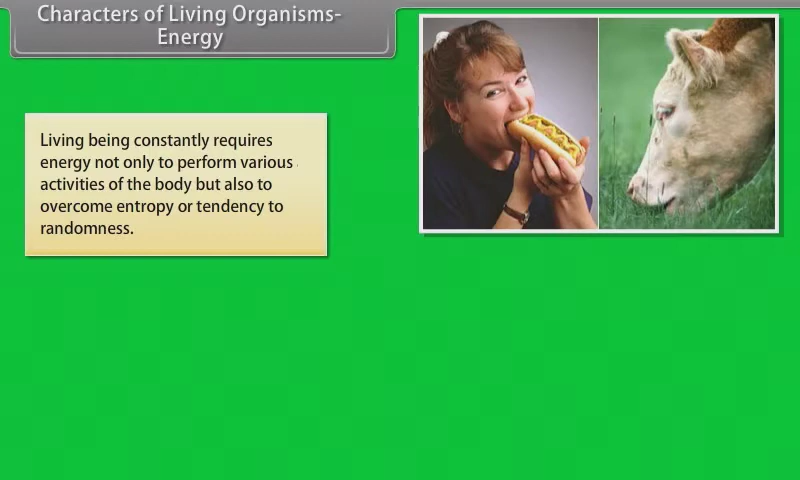 Characters of Living Organisms-
Energy
Living being constantly requires
energy not only to perform various
activities of the body but also to
overcome entropy or tendency to
randomness.